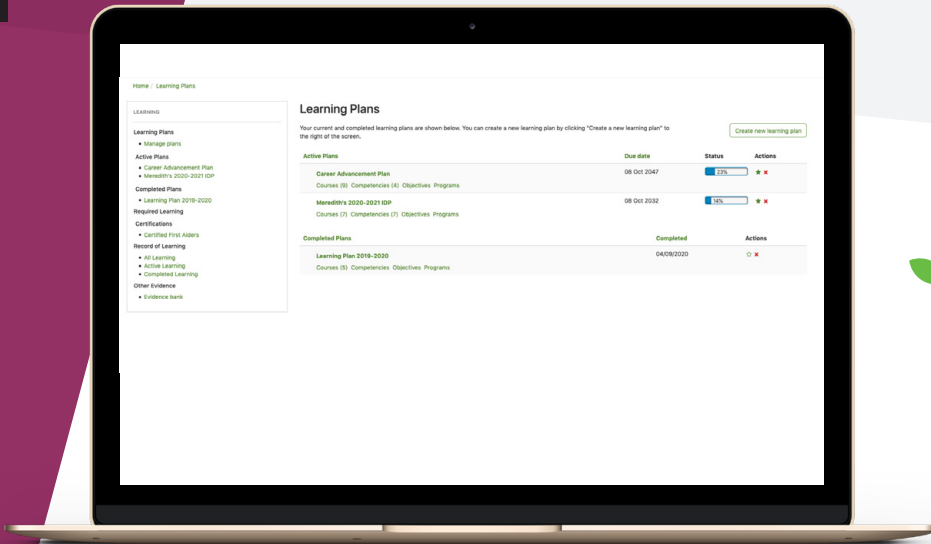 Home / Learning Plans
LEARNING
Learning Plans
Manage plans
Active Plans
Career Advancement Plan
Meredith's 2020-2021 IDP
Completed Plans
Learning Plan 2019-2020
Required Learning
Certifications
Certified First Aiders
Record of Learning
All Learning
Active Learning
Completed Learning
Other Evidence
Evidence bank
Learning Plans
Your current and completed learning plans are shown below. You can create a new learning plan by clicking "Create a new learning plan" to
the right of the screen.
Create new learning plan
Active Plans Due date Status Actions
Career Advancement Plan 08 Oct 2047 23%
Courses (9) Competencies (4) Objectives Programs
Meredith's 2020-2021 IDP 08 Oct 2032 14%
Courses (7) Competencies (7) Objectives Programs
Completed Plans Completed Actions
Learning Plan 2019-2020 04/09/2020
Courses (5) Competencies Objectives Programs